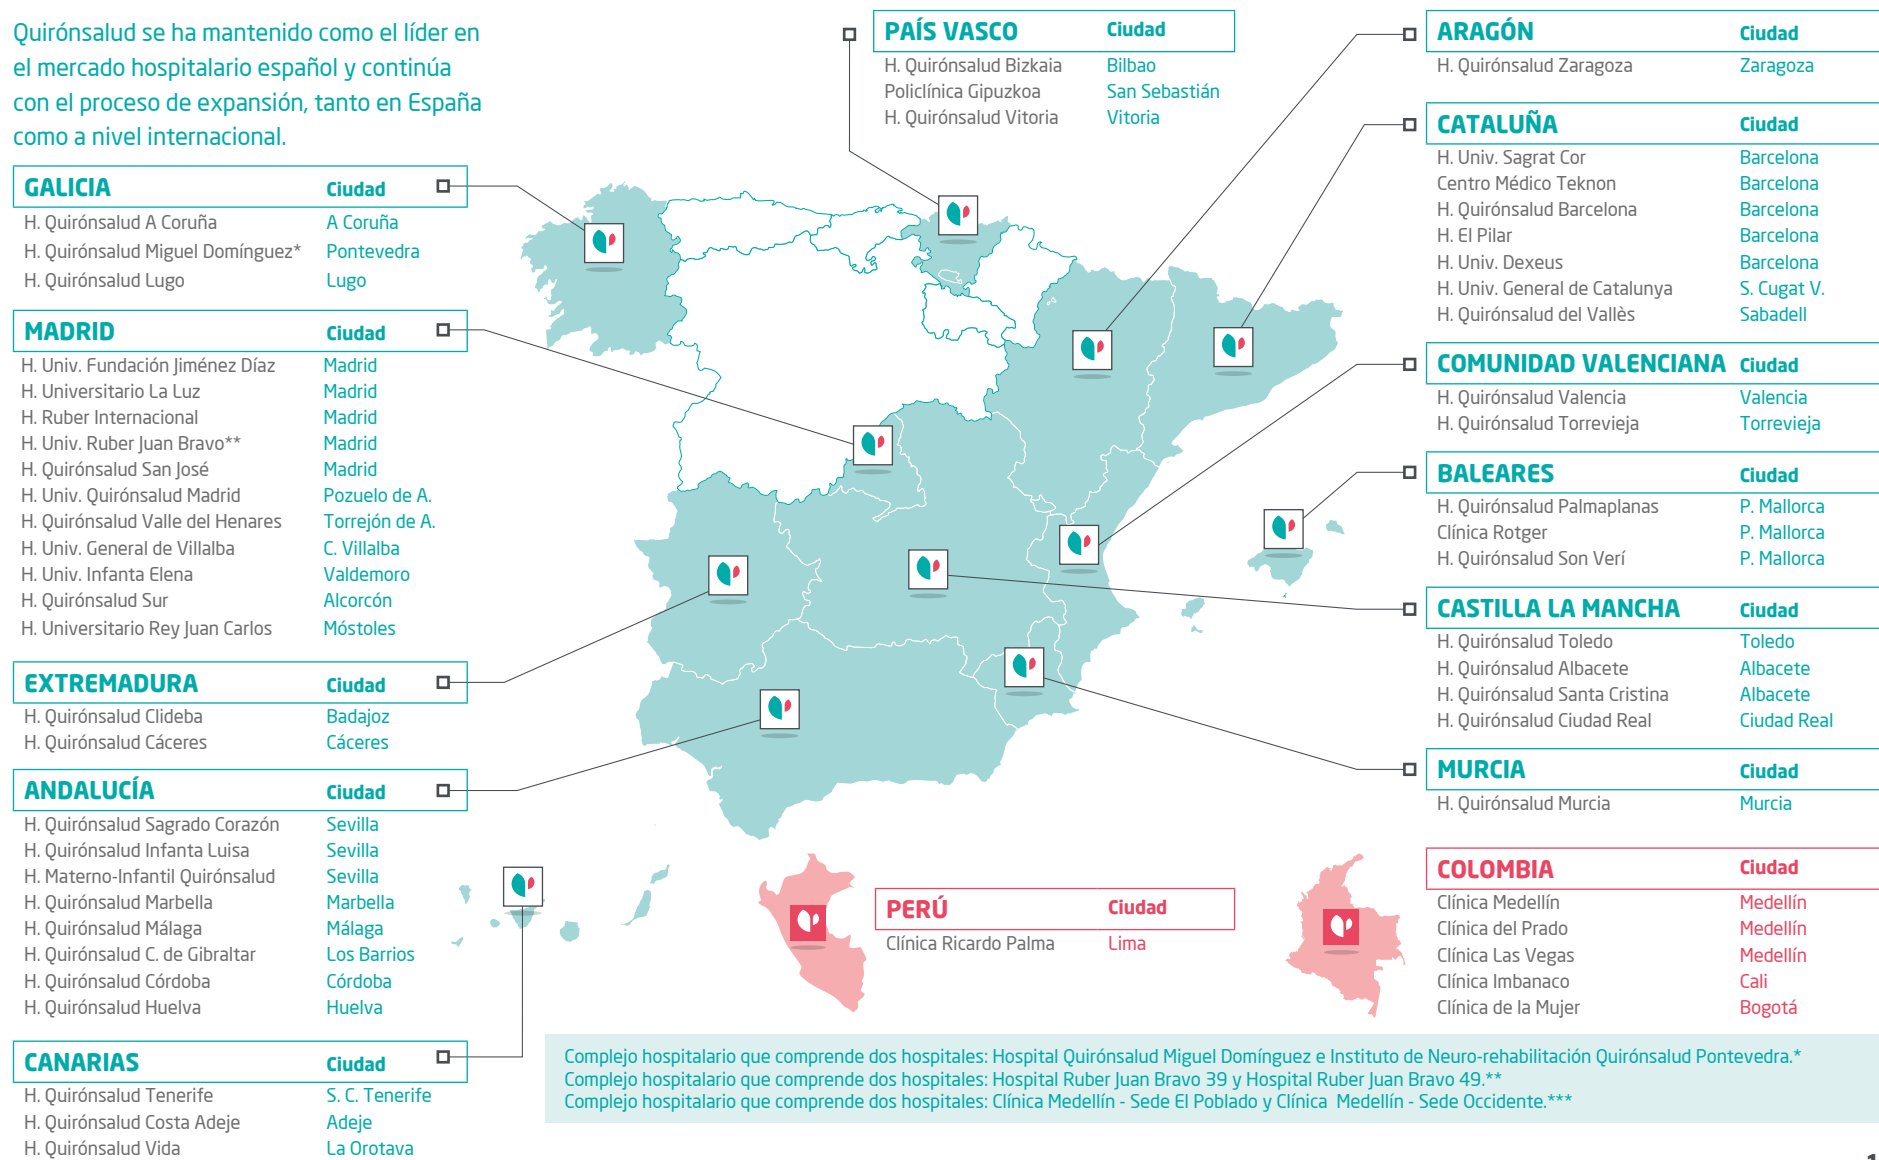 Quirónsalud se ha mantenido como el líder en
el mercado hospitalario español y continúa
con el proceso de expansión, tanto en España
como a nivel internacional.
GALICIA Ciudad
H. Quirónsalud A Coruña A Coruña
H. Quirónsalud Miguel Domínguez* Pontevedra
H. Quirónsalud Lugo Lugo
MADRID Ciudad
H. Univ. Fundación Jiménez Díaz Madrid
H. Universitario La Luz Madrid
H. Ruber Internacional Madrid
H. Univ. Ruber Juan Bravo** Madrid
H. Quirónsalud San José Madrid
H. Univ. Quirónsalud Madrid Pozuelo de A.
H. Quirónsalud Valle del Henares Torrejón de A.
H. Univ. General de Villalba C. Villalba
H. Univ. Infanta Elena Valdemoro
H. Quirónsalud Sur Alcorcón
H. Universitario Rey Juan Carlos Móstoles
EXTREMADURA Ciudad
H. Quirónsalud Clideba Badajoz
H. Quirónsalud Cáceres Cáceres
ANDALUCÍA Ciudad
H. Quirónsalud Sagrado Corazón Sevilla
H. Quirónsalud Infanta Luisa Sevilla
H. Materno-Infantil Quirónsalud Sevilla
H. Quirónsalud Marbella Marbella
H. Quirónsalud Málaga Málaga
H. Quirónsalud C. de Gibraltar Los Barrios
H. Quirónsalud Córdoba Córdoba
H. Quirónsalud Huelva Huelva
CANARIAS Ciudad
H. Quirónsalud Tenerife S. C. Tenerife
H. Quirónsalud Costa Adeje Adeje
H. Quirónsalud Vida La Orotava
PAÍS VASCO Ciudad
H. Quirónsalud Bizkaia Bilbao
Policlínica Gipuzkoa San Sebastián
H. Quirónsalud Vitoria Vitoria
ARAGÓN Ciudad
H. Quirónsalud Zaragoza Zaragoza
CATALUÑA Ciudad
H. Univ. Sagrat Cor Barcelona
Centro Médico Teknon Barcelona
H. Quirónsalud Barcelona Barcelona
H. El Pilar Barcelona
H. Univ. Dexeus Barcelona
H. Univ. General de Catalunya S. Cugat V.
H. Quirónsalud del Vallès Sabadell
COMUNIDAD VALENCIANA Ciudad
H. Quirónsalud Valencia Valencia
H. Quirónsalud Torrevieja Torrevieja
BALEARES Ciudad
H. Quirónsalud Palmaplanas P. Mallorca
Clínica Rotger P. Mallorca
H. Quirónsalud Son Verí P. Mallorca
CASTILLA LA MANCHA Ciudad
H. Quirónsalud Toledo Toledo
H. Quirónsalud Albacete Albacete
H. Quirónsalud Santa Cristina Albacete
H. Quirónsalud Ciudad Real Ciudad Real
MURCIA Ciudad
H. Quirónsalud Murcia Murcia
PERÚ Ciudad
Clínica Ricardo Palma Lima
COLOMBIA Ciudad
Clínica Medellín Medellín
Clínica del Prado Medellín
Clínica Las Vegas Medellín
Clínica Imbanaco Cali
Clínica de la Mujer Bogotá
Complejo hospitalario que comprende dos hospitales: Hospital Quirónsalud Miguel Domínguez e Instituto de Neuro-rehabilitación Quirónsalud Pontevedra.*
Complejo hospitalario que comprende dos hospitales: Hospital Ruber Juan Bravo 39 y Hospital Ruber Juan Bravo 49.**
Complejo hospitalario que comprende dos hospitales: Clínica Medellín - Sede El Poblado y Clínica Medellín - Sede Occidente.***